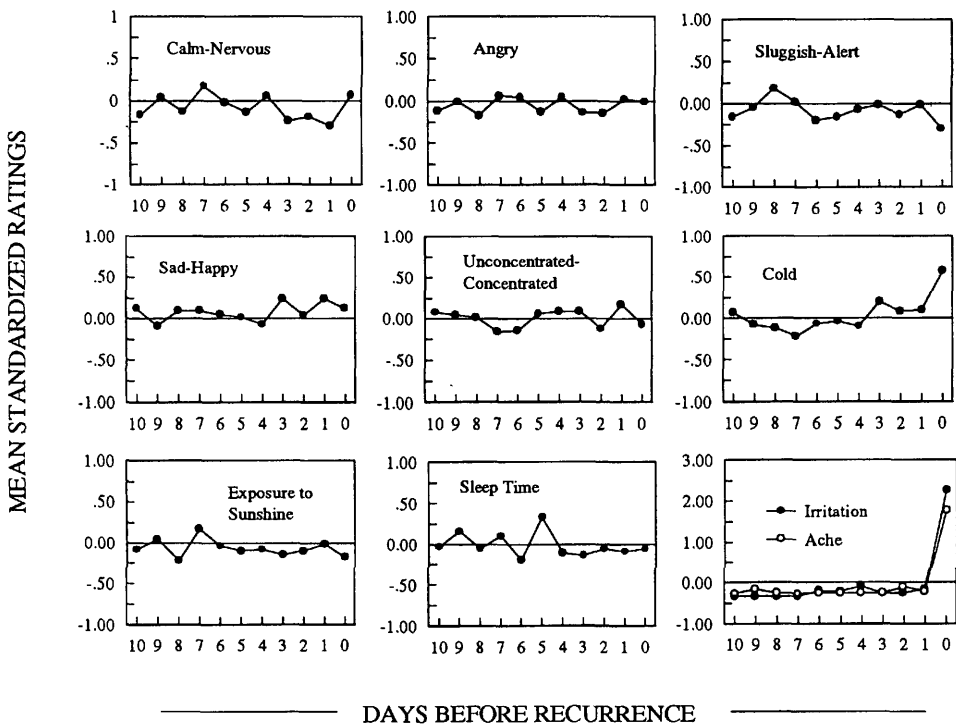 MEAN STANDARDIZED RATINGS
Calm-Nervous
1
.5
0
-.5
-1
10 9 8 7 6 5 4 3 2 1 0
Angry
1.00
.50
0.00
-.50
-1.00
10 9 8 7 6 5 4 3 2 1 0
Sluggish-Alert
1.00
.50
0.00
-.50
-1.00
10 9 8 7 6 5 4 3 2 1 0
Sad-Happy
1.00
.50
0.00
-.50
-1.00
10 9 8 7 6 5 4 3 2 1 0
Unconcentrated-
Concentrated
1.00
.50
0.00
-.50
-1.00
10 9 8 7 6 5 4 3 2 1 0
Cold
1.00
.50
0.00
-.50
-1.00
10 9 8 7 6 5 4 3 2 1 0
Exposure to
Sunshine
1.00
.50
0.00
-.50
-1.00
10 9 8 7 6 5 4 3 2 1 0
Sleep Time
1.00
.50
0.00
-.50
-1.00
10 9 8 7 6 5 4 3 2 1 0
Irritation
Ache
3.00
2.00
1.00
0.00
-1.00
10 9 8 7 6 5 4 3 2 1 0
DAYS BEFORE RECURRENCE